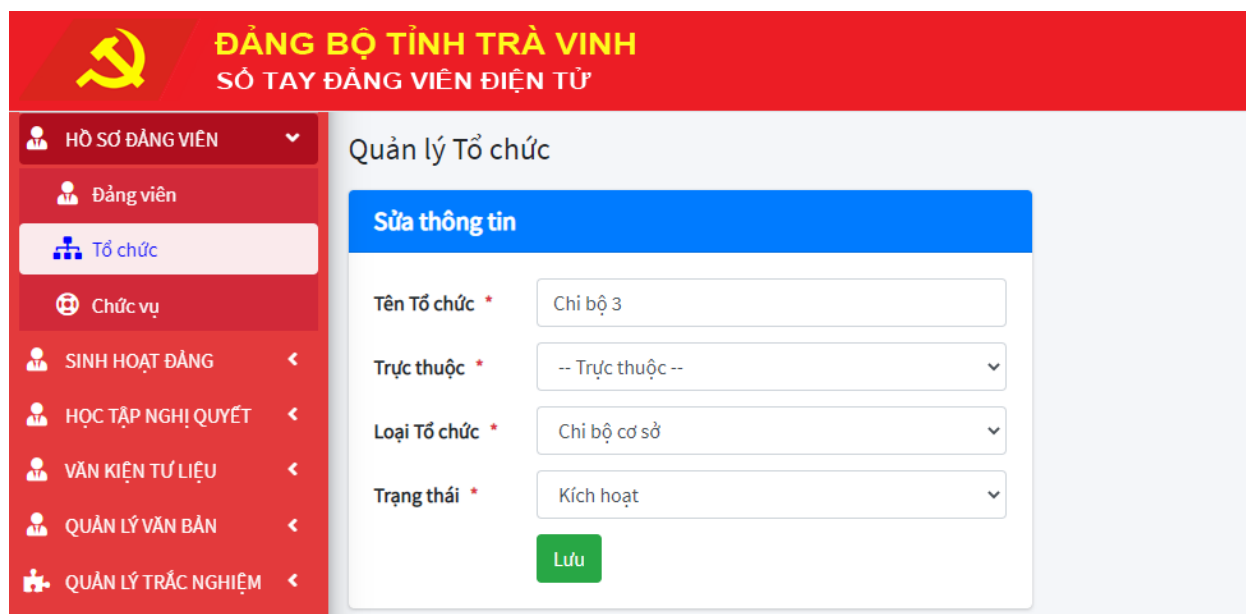 ĐẢNG BỘ TỈNH TRÀ VINH
SỔ TAY ĐẢNG VIÊN ĐIỆN TỬ
HỒ SƠ ĐẢNG VIÊN
Đảng viên
Tổ chức
Chức vụ
SINH HOẠT ĐẢNG
HỌC TẬP NGHỊ QUYẾT
VĂN KIỆN TƯ LIỆU
QUẢN LÝ VĂN BẢN
QUẢN LÝ TRẮC NGHIỆM
Quản lý Tổ chức
Sửa thông tin
Tên Tổ chức * Chi bộ 3
Trực thuộc * -- Trực thuộc --
Loại Tổ chức * Chi bộ cơ sở
Trạng thái * Kích hoạt
Lưu